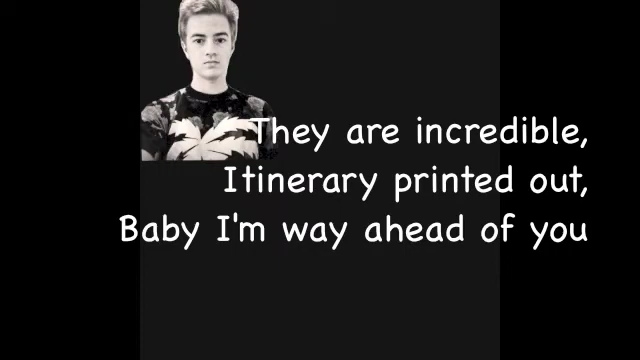 They are incredible,
Itinerary printed out,
Baby I'm way ahead of you